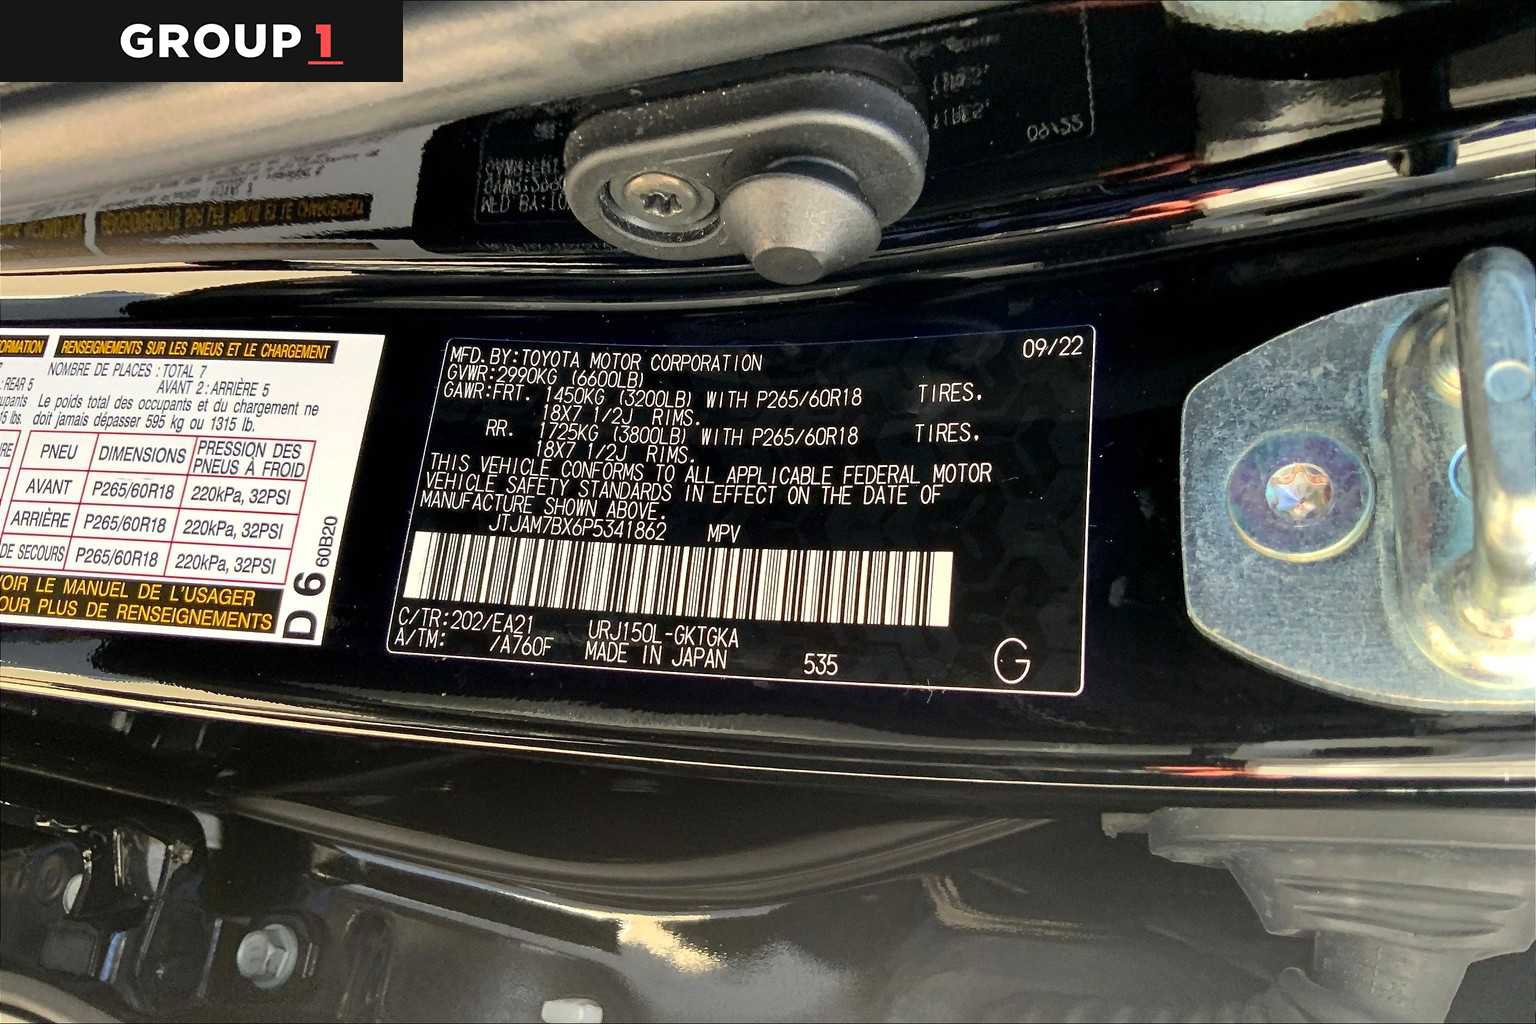 GROUP 1
ORMATION RENSEIGNEMENTS SUR LES PNEUS ET LE CHARGEMENT
NOMBRE DE PLACES : TOTAL 7
: REAR 5 AVANT 2 : ARRIÈRE 5
Le poids total des occupants et du chargement ne
15 lbs. doit jamais dépasser 595 kg ou 1315 lb.
PNEU DIMENSIONS PRESSION DES PNEUS À FROID
AVANT P265/60R18 220kPa, 32PSI
ARRIÈRE P265/60R18 220kPa, 32PSI
DE SECOURS P265/60R18 220kPa, 32PSI
VOIR LE MANUEL DE L'USAGER
POUR PLUS DE RENSEIGNEMENTS
D 6 60B20
MFD. BY: TOYOTA MOTOR CORPORATION 09/22
GVWR: 2990KG (6600LB)
GAWR: FRT. 1450KG (3200LB) WITH P265/60R18 TIRES.
18X7 1/2J RIMS.
RR. 1725KG (3800LB) WITH P265/60R18 TIRES.
18X7 1/2J RIMS.
THIS VEHICLE CONFORMS TO ALL APPLICABLE FEDERAL MOTOR
VEHICLE SAFETY STANDARDS IN EFFECT ON THE DATE OF
MANUFACTURE SHOWN ABOVE.
JTJAM7BX6P5341862 MPV
C/TR: 202/EA21 URJ150L-GKTGKA
A/TM: /A760F MADE IN JAPAN 535 G